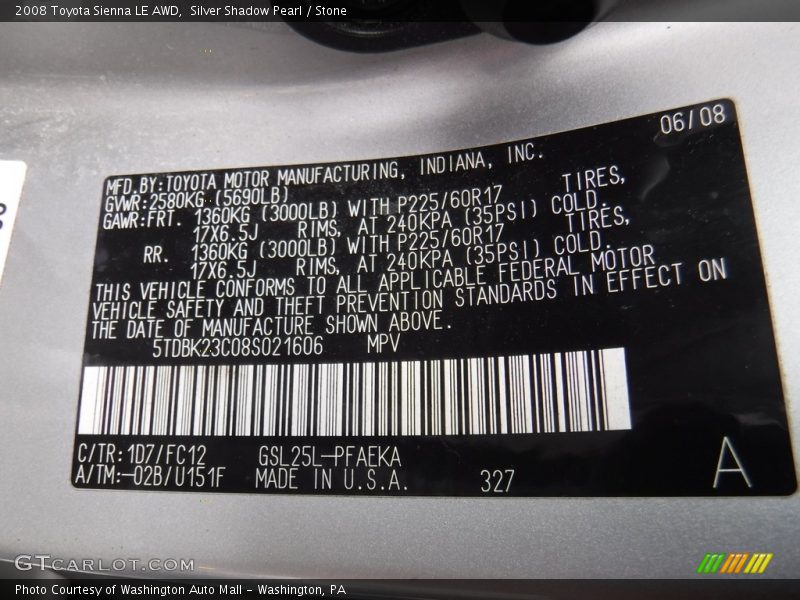 2008 Toyota Sienna LE AWD,  Silver Shadow Pearl / Stone
06/08
MFD.BY:TOYOTA MOTOR MANUFACTURING, INDIANA, INC.
GVWR:2580KG (5690LB)
GAWR:FRT. 1360KG (3000LB) WITH P225/60R17 TIRES,
17X6.5J RIMS, AT 240KPA (35PSI) COLD.
RR. 1360KG (3000LB) WITH P225/60R17 TIRES,
17X6.5J RIMS, AT 240KPA (35PSI) COLD.
THIS VEHICLE CONFORMS TO ALL APPLICABLE FEDERAL MOTOR
VEHICLE SAFETY AND THEFT PREVENTION STANDARDS IN EFFECT ON
THE DATE OF MANUFACTURE SHOWN ABOVE.
5TDBK23C08S021606 MPV
C/TR:1D7/FC12 GSL25L-PFAEKA
A/TM:-02B/U151F MADE IN U.S.A. 327
A
GTCARLOT.COM
Photo Courtesy of Washington Auto Mall - Washington, PA